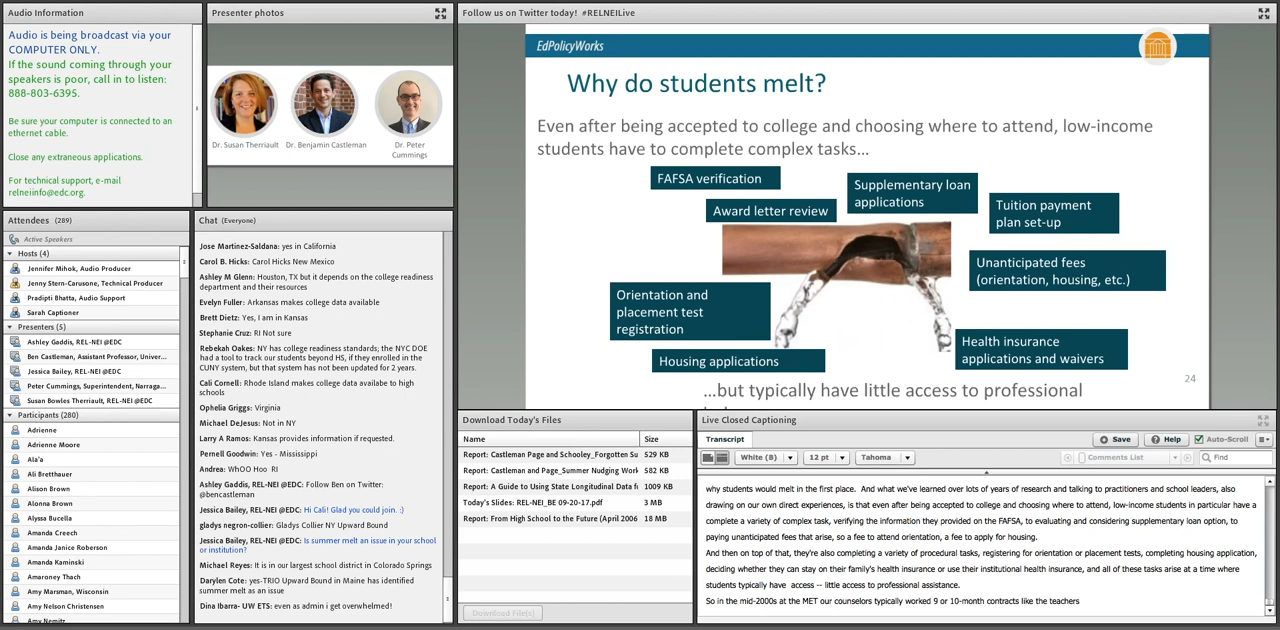 Audio Information
Audio is being broadcast via your
COMPUTER ONLY.
If the sound coming through your
speakers is poor, call in to listen:
888-803-6395.
Be sure your computer is connected to an
ethernet cable.
Close any extraneous applications.
For technical support, e-mail
relneiinfo@edc.org.
Presenter photos
Dr. Susan Therriault
Dr. Benjamin Castleman
Dr. Peter
Cummings
Attendees (289)
Active Speakers
Hosts (4)
Jennifer Mihok, Audio Producer
Jenny Stern-Carusone, Technical Producer
Pradipti Bhatta, Audio Support
Sarah Captioner
Presenters (5)
Ashley Gaddis, REL-NEI @EDC
Ben Castleman, Assistant Professor, Univer...
Jessica Bailey, REL-NEI @EDC
Peter Cummings, Superintendent, Narraga...
Susan Bowles Therriault, REL-NEI @EDC
Participants (280)
Adrienne
Adrienne Moore
Ala'a
Ali Bretthauer
Alison Brown
Alonna Brown
Alyssa Bucella
Amanda Creech
Amanda Janice Roberson
Amanda Kaminski
Amaroney Thach
Amy Marsman, Wisconsin
Amy Nelson Christensen
Amy Nemitz
Chat (Everyone)
Jose Martinez-Saldana: yes in California
Carol B. Hicks: Carol Hicks New Mexico
Ashley M Glenn: Houston, TX but it depends on the college readiness
department and their resources
Evelyn Fuller: Arkansas makes college data available
Brett Dietz: Yes, I am in Kansas
Stephanie Cruz: RI Not sure
Rebekah Oakes: NY has college readiness standards; the NYC DOE
had a tool to track our students beyond HS, if they enrolled in the
CUNY system, but that system has not been updated for 2 years.
Cali Cornell: Rhode Island makes college data availabe to high
schools
Ophelia Griggs: Virginia
Michael DeJesus: Not in NY
Larry A Ramos: Kansas provides information if requested.
Pernell Goodwin: Yes - Mississippi
Andrea: WhOO Hoo  RI
Ashley Gaddis, REL-NEI @EDC: Follow Ben on Twitter:
@bencastleman
Jessica Bailey, REL-NEI @EDC: Hi Cali! Glad you could join. :)
gladys negron-collier: Gladys Collier NY Upward Bound
Jessica Bailey, REL-NEI @EDC: Is summer melt an issue in your school
or institution?
Michael Reyes: It is in our largest school district in Colorado Springs
Darylen Cote: yes-TRIO Upward Bound in Maine has identified
summer melt as an issue
Dina Ibarra- UW ETS: even as admin i get overwhelmed!
Follow us on Twitter today!  #RELNEILive
EdPolicyWorks
Why do students melt?
Even after being accepted to college and choosing where to attend, low-income
students have to complete complex tasks…
FAFSA verification
Award letter review
Supplementary loan
applications
Tuition payment
plan set-up
Unanticipated fees
(orientation, housing, etc.)
Orientation and
placement test
registration
Health insurance
applications and waivers
Housing applications
24
…but typically have little access to professional
Download Today's Files
Name Size
Report: Castleman Page and Schooley_Forgotten Su 529 KB
Report: Castleman and Page_Summer Nudging Work 582 KB
Report: A Guide to Using State Longitudinal Data fo 1009 KB
Today's Slides: REL-NEI_BE 09-20-17.pdf 3 MB
Report: From High School to the Future (April 2006 18 MB
Download File(s)
Live Closed Captioning
Transcript
Save
Help
Auto-Scroll
White (B)
12 pt
Tahoma
Comments List
Find
why students would melt in the first place.  And what we've learned over lots of years of research and talking to practitioners and school leaders, also
drawing on our own direct experiences, is that even after being accepted to college and choosing where to attend, low-income students in particular have a
complete a variety of complex task, verifying the information they provided on the FAFSA, to evaluating and considering supplementary loan option, to
paying unanticipated fees that arise, so a fee to attend orientation, a fee to apply for housing.
And then on top of that, they're also completing a variety of procedural tasks, registering for orientation or placement tests, completing housing application,
deciding whether they can stay on their family's health insurance or use their institutional health insurance, and all of these tasks arise at a time where
students typically have  access -- little access to professional assistance.
So in the mid-2000s at the MET our counselors typically worked 9 or 10-month contracts like the teachers